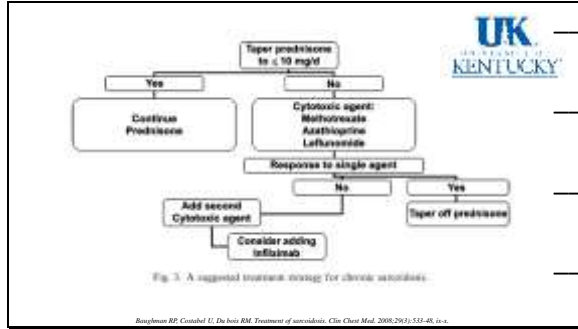 UK
KENTUCKY
Taper prednisone
to ≤ 10 mg/d
Yes
No
Continue
Prednisone
Cytotoxic agent:
Methotrexate
Azathioprine
Leflunomide
Response to single agent
No
Yes
Add second
Cytotoxic agent
Taper off prednisone
Consider adding
Infliximab
Fig. 3. A suggested treatment strategy for chronic sarcoidosis.
Baughman RP, Costabel U, Du bois RM. Treatment of sarcoidosis. Clin Chest Med. 2008;29(3):533-48, ix-x.